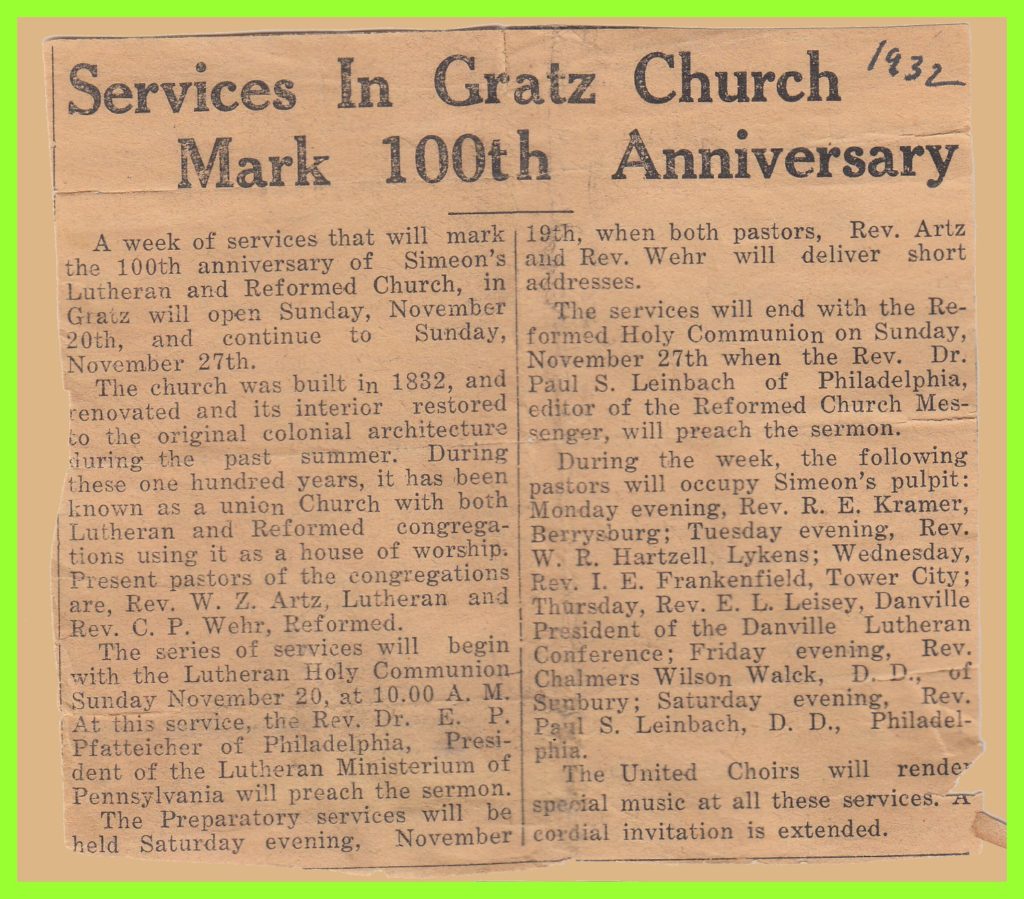 Services In Gratz Church
Mark 100th Anniversary
1932
A week of services that will mark
the 100th anniversary of Simeon's
Lutheran and Reformed Church, in
Gratz will open Sunday, November
20th, and continue to Sunday,
November 27th.
The church was built in 1832, and
renovated and its interior restored
to the original colonial architecture
during the past summer. During
these one hundred years, it has been
known as a union Church with both
Lutheran and Reformed congrega-
tions using it as a house of worship.
Present pastors of the congregations
are, Rev. W. Z. Artz, Lutheran and
Rev. C. P. Wehr, Reformed.
The series of services will begin
with the Lutheran Holy Communion
Sunday November 20, at 10.00 A. M.
At this service, the Rev. Dr. E. P.
Pfatteicher of Philadelphia, Presi-
dent of the Lutheran Ministerium of
Pennsylvania will preach the sermon.
The Preparatory services will be
held Saturday evening, November
19th, when both pastors, Rev. Artz
and Rev. Wehr will deliver short
addresses.
The services will end with the Re-
formed Holy Communion on Sunday,
November 27th when the Rev. Dr.
Paul S. Leinbach of Philadelphia,
editor of the Reformed Church Mes-
senger, will preach the sermon.
During the week, the following
pastors will occupy Simeon's pulpit:
Monday evening, Rev. R. E. Kramer,
Berrysburg; Tuesday evening, Rev.
W. R. Hartzell, Lykens; Wednesday,
Rev. I. E. Frankenfield, Tower City;
Thursday, Rev. E. L. Leisey, Danville
President of the Danville Lutheran
Conference; Friday evening, Rev.
Chalmers Wilson Walck, D. D., of
Sunbury; Saturday evening, Rev.
Paul S. Leinbach, D. D., Philadel-
phia.
The United Choirs will render
special music at all these services. A
cordial invitation is extended.